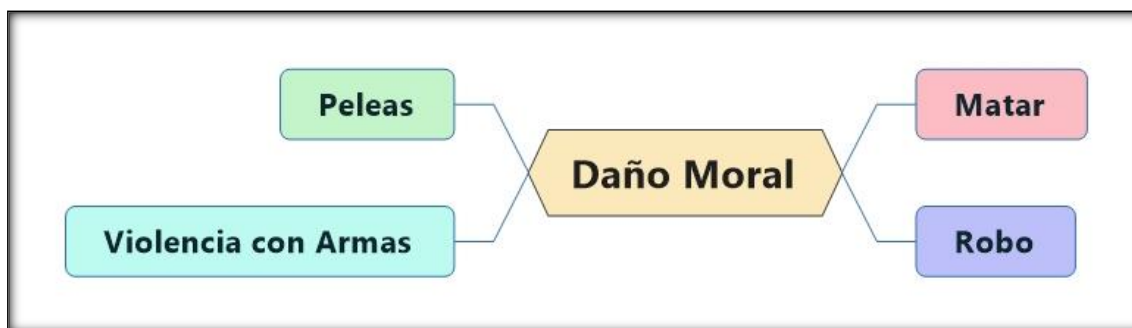 Peleas
Matar
Daño Moral
Violencia con Armas
Robo